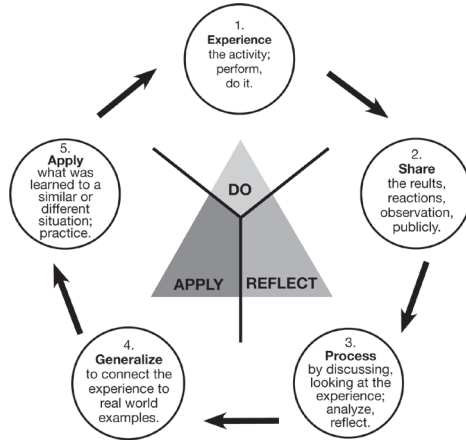 1.
Experience
the activity;
perform,
do it.
2.
Share
the reults,
reactions,
observation,
publicly.
3.
Process
by discussing,
looking at the
experience;
analyze,
reflect.
4.
Generalize
to connect the
experience to
real world
examples.
5.
Apply
what was
learned to a
similar or
different
situation;
practice.
DO
APPLY
REFLECT